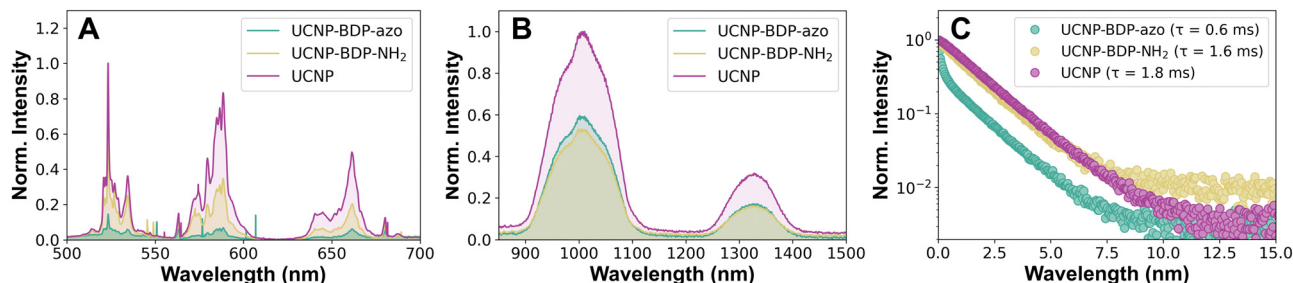 A
UCNP-BDP-azo
UCNP-BDP-NH₂
UCNP
Norm. Intensity
1.2
1.0
0.8
0.6
0.4
0.2
0.0
500
550
600
650
700
Wavelength (nm)
B
UCNP-BDP-azo
UCNP-BDP-NH₂
UCNP
Norm. Intensity
1.0
0.8
0.6
0.4
0.2
0.0
900
1000
1100
1200
1300
1400
1500
Wavelength (nm)
C
UCNP-BDP-azo (τ = 0.6 ms)
UCNP-BDP-NH₂ (τ = 1.6 ms)
UCNP (τ = 1.8 ms)
Norm. Intensity
10⁰
10⁻¹
10⁻²
0.0
2.5
5.0
7.5
10.0
12.5
15.0
Wavelength (nm)